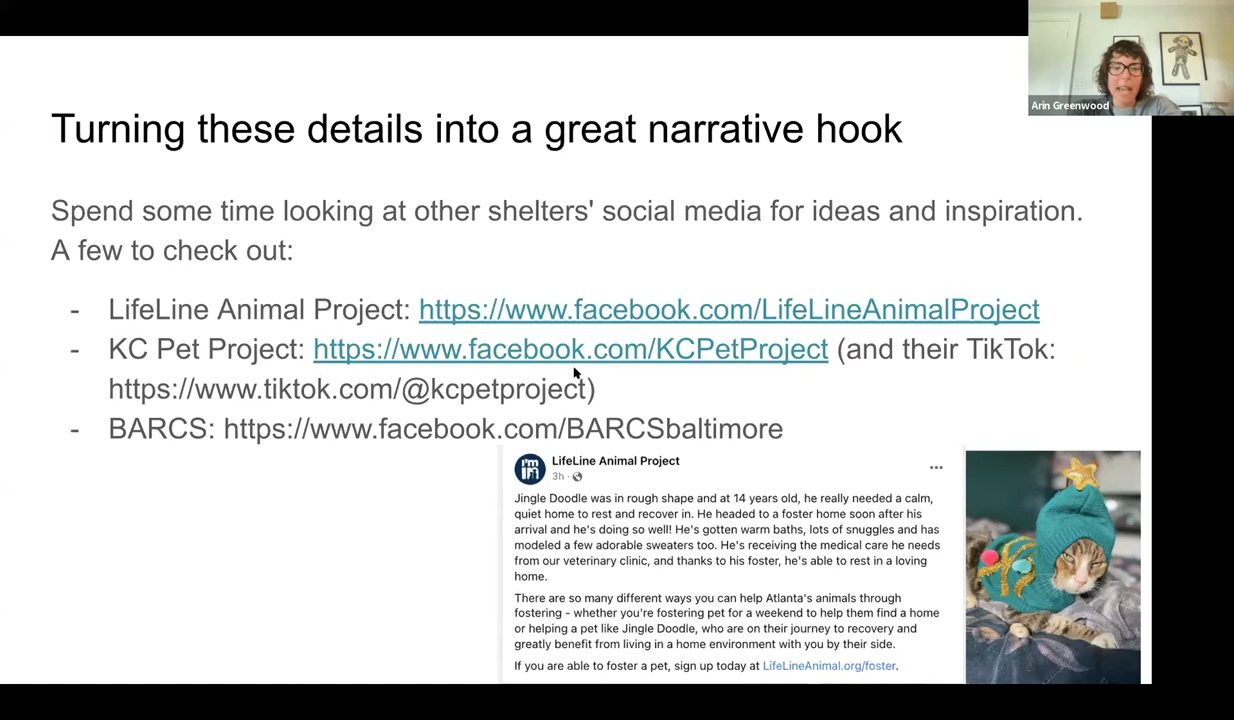 Arin Greenwood
Turning these details into a great narrative hook
Spend some time looking at other shelters' social media for ideas and inspiration.
A few to check out:
- LifeLine Animal Project: https://www.facebook.com/LifeLineAnimalProject
- KC Pet Project: https://www.facebook.com/KCPetProject (and their TikTok:
https://www.tiktok.com/@kcpetproject)
- BARCS: https://www.facebook.com/BARCSbaltimore
I'm in
LifeLine Animal Project
3h ·
Jingle Doodle was in rough shape and at 14 years old, he really needed a calm,
quiet home to rest and recover in. He headed to a foster home soon after his
arrival and he's doing so well! He's gotten warm baths, lots of snuggles and has
modeled a few adorable sweaters too. He's receiving the medical care he needs
from our veterinary clinic, and thanks to his foster, he's able to rest in a loving
home.
There are so many different ways you can help Atlanta's animals through
fostering - whether you're fostering pet for a weekend to help them find a home
or helping a pet like Jingle Doodle, who are on their journey to recovery and
greatly benefit from living in a home environment with you by their side.
If you are able to foster a pet, sign up today at LifeLineAnimal.org/foster.